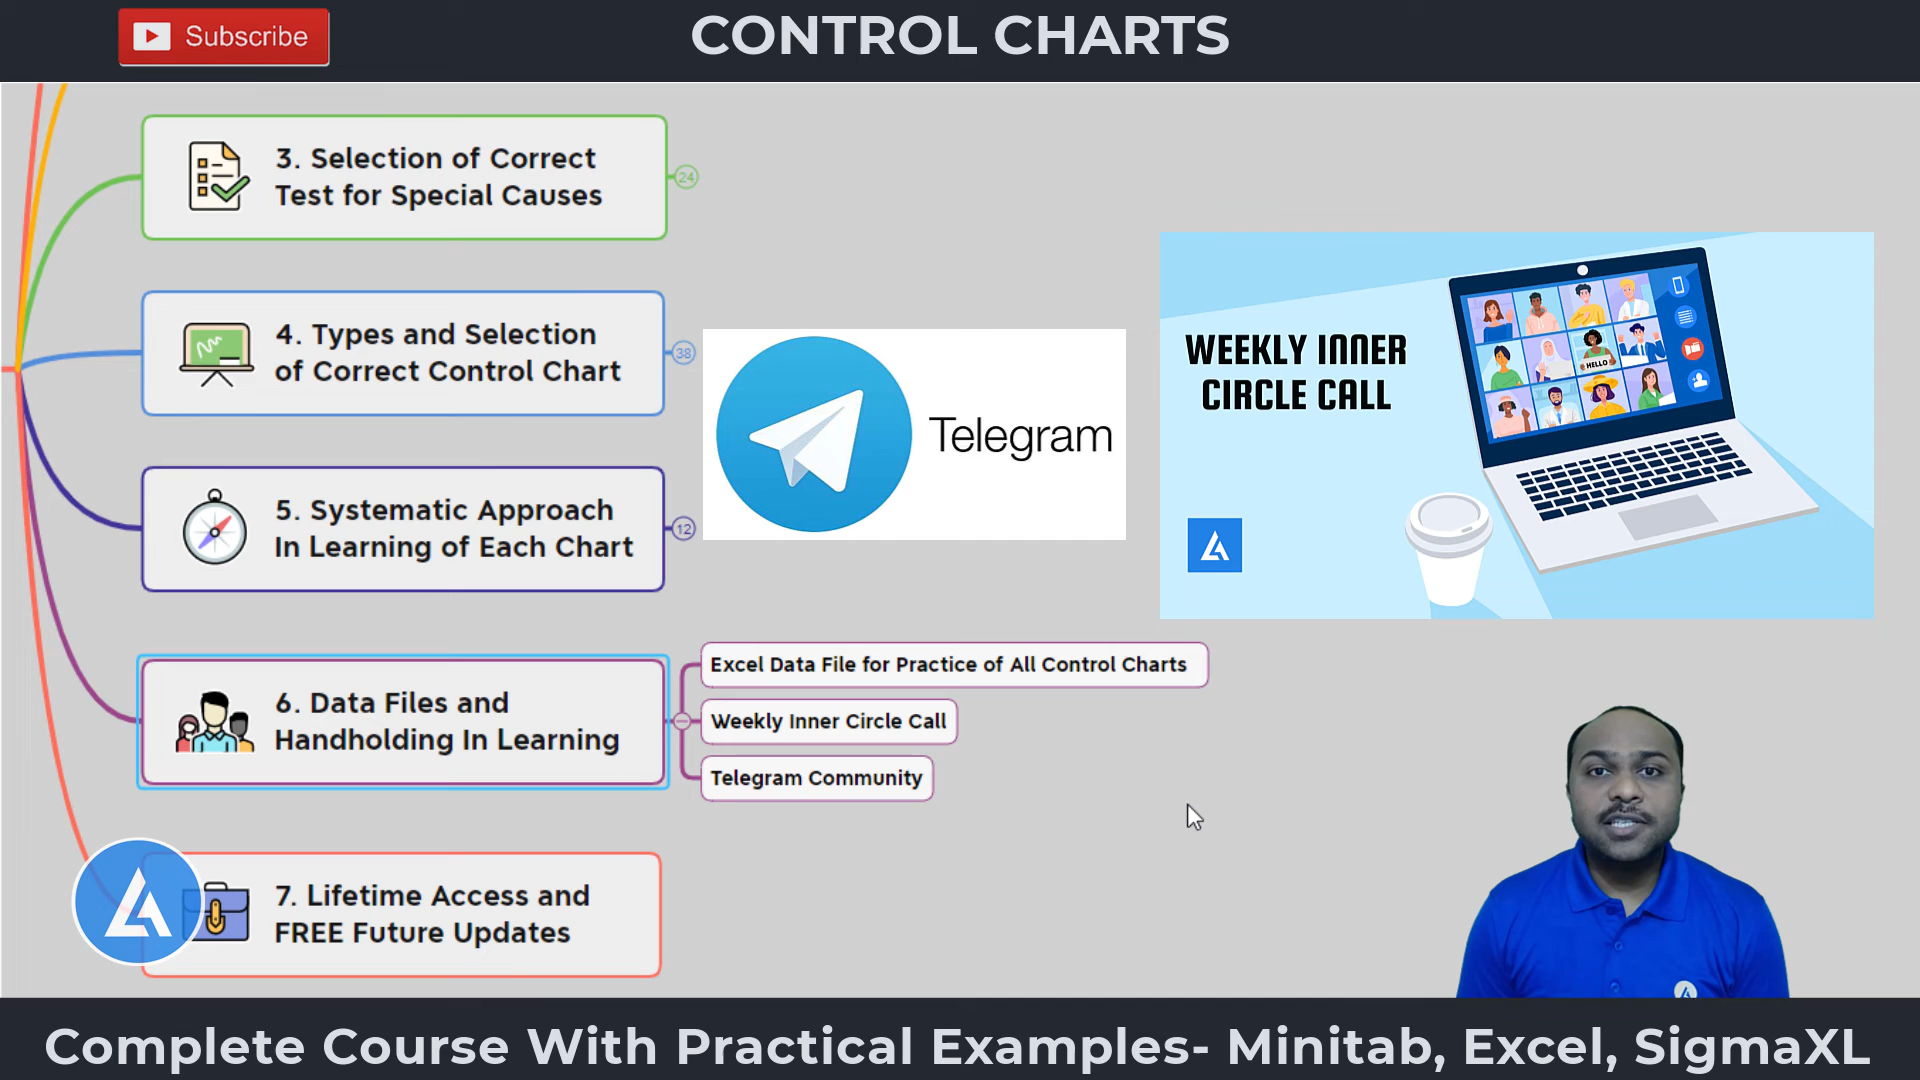 Subscribe
CONTROL CHARTS
3. Selection of Correct
Test for Special Causes
24
4. Types and Selection
of Correct Control Chart
38
Telegram
WEEKLY INNER
CIRCLE CALL
HELLO
5. Systematic Approach
In Learning of Each Chart
12
6. Data Files and
Handholding In Learning
Excel Data File for Practice of All Control Charts
Weekly Inner Circle Call
Telegram Community
7. Lifetime Access and
FREE Future Updates
Complete Course With Practical Examples- Minitab, Excel, SigmaXL